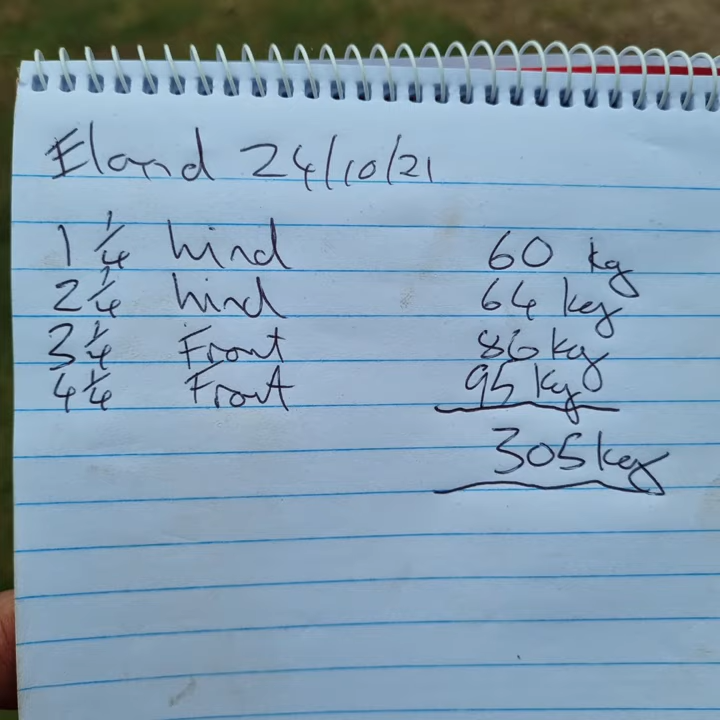 Eland 24/10/21
1 1/4 hind 60 kg
2 1/4 hind 64 kg
3 1/4 Front 86 kg
4 1/4 Front 95 kg
305 kg